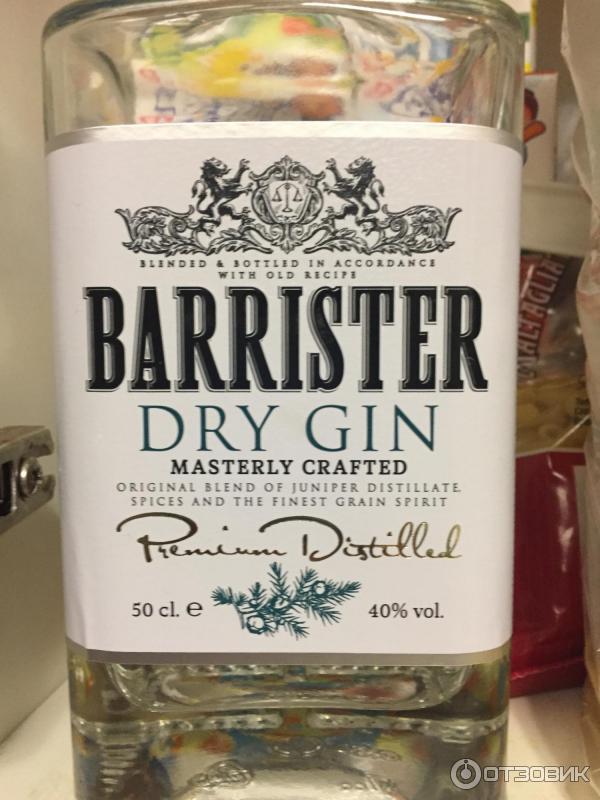 BLENDED & BOTTLED IN ACCORDANCE
WITH OLD RECIPE
BARRISTER
DRY GIN
MASTERLY CRAFTED
ORIGINAL BLEND OF JUNIPER DISTILLATE,
SPICES AND THE FINEST GRAIN SPIRIT
Premium Distilled
50 cl. ℮
40% vol.
MALTAGLIATI
ОТЗОВИК